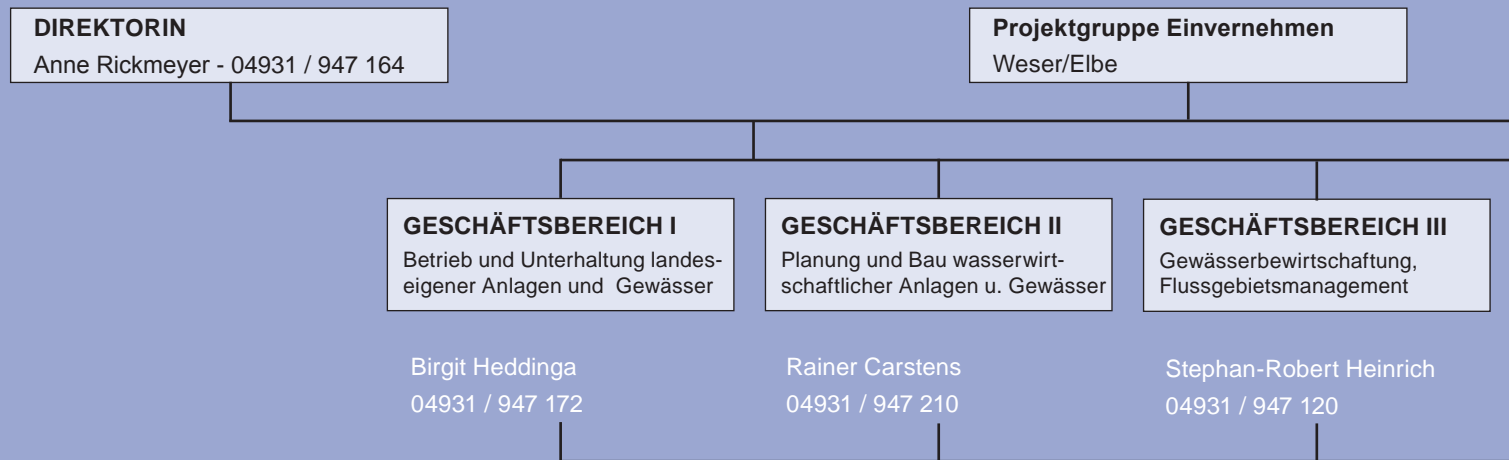 DIREKTORIN
Anne Rickmeyer - 04931 / 947 164
Projektgruppe Einvernehmen
Weser/Elbe
GESCHÄFTSBEREICH I
Betrieb und Unterhaltung landes-
eigener Anlagen und Gewässer
Birgit Heddinga
04931 / 947 172
GESCHÄFTSBEREICH II
Planung und Bau wasserwirt-
schaftlicher Anlagen u. Gewässer
Rainer Carstens
04931 / 947 210
GESCHÄFTSBEREICH III
Gewässerbewirtschaftung,
Flussgebietsmanagement
Stephan-Robert Heinrich
04931 / 947 120